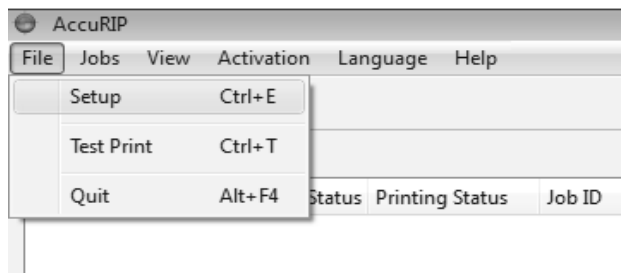 AccuRIP
File Jobs View Activation Language Help
Setup Ctrl+E
Test Print Ctrl+T
Quit Alt+F4 Status Printing Status Job ID